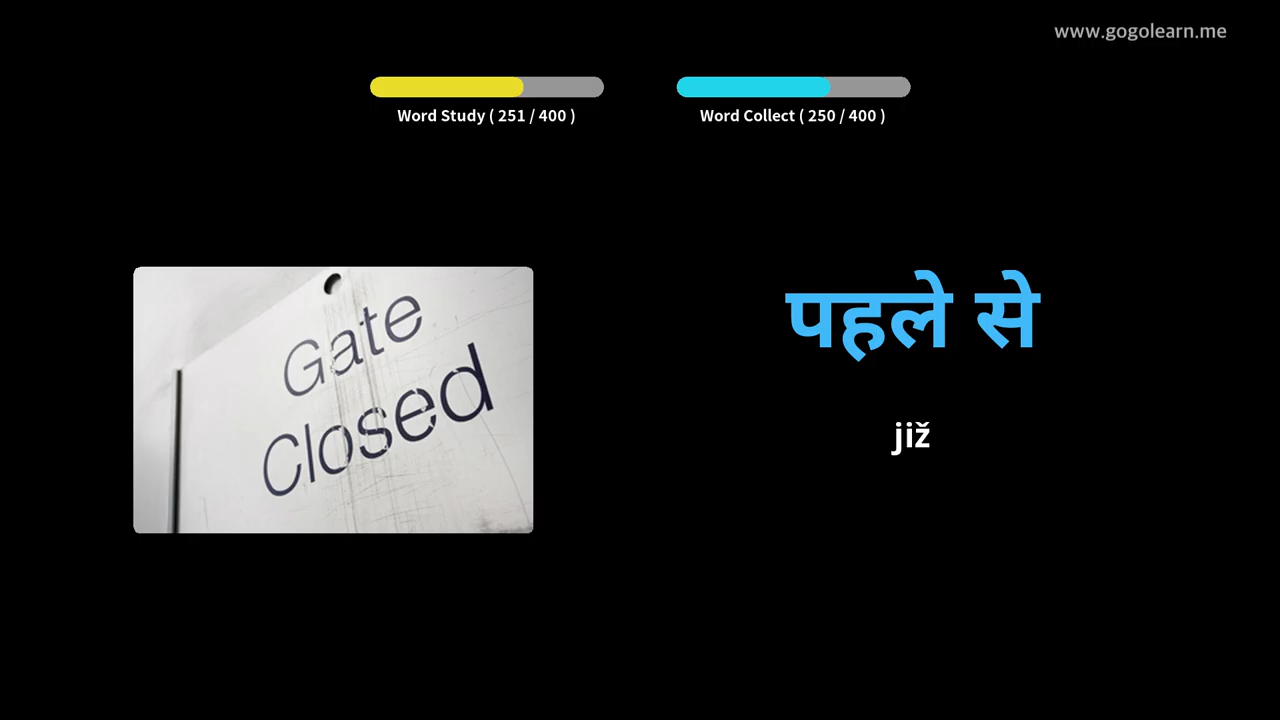 www.gogolearn.me
Word Study ( 251 / 400 )
Word Collect ( 250 / 400 )
Gate
Closed
पहले से
již